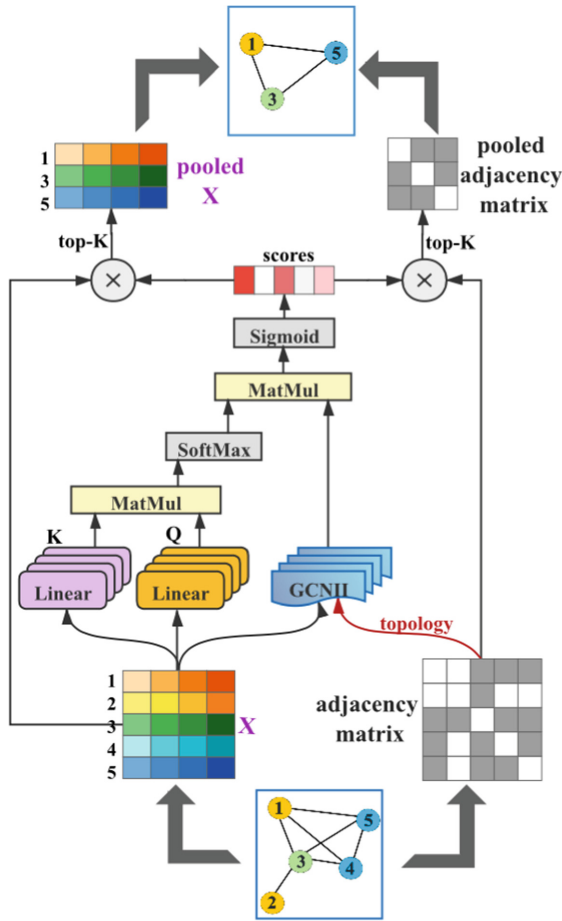 1
5
3
1
3
5
pooled
X
pooled
adjacency
matrix
top-K
top-K
scores
×
×
Sigmoid
MatMul
SoftMax
MatMul
K
Q
Linear
Linear
GCNII
topology
1
2
3
4
5
X
adjacency
matrix
1
5
3
4
2